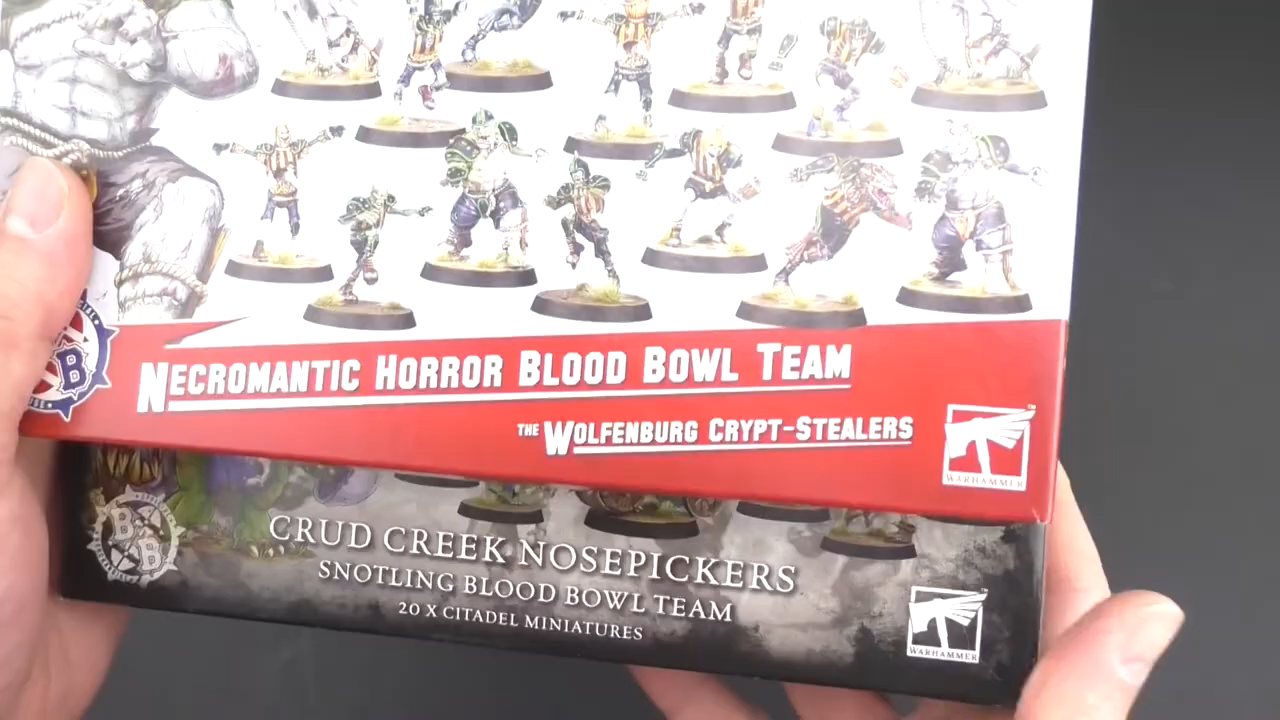 NECROMANTIC HORROR BLOOD BOWL TEAM
THE WOLFENBURG CRYPT-STEALERS
WARHAMMER
B
CRUD CREEK NOSEPICKERS
SNOTLING BLOOD BOWL TEAM
20 X CITADEL MINIATURES
BB
WARHAMMER